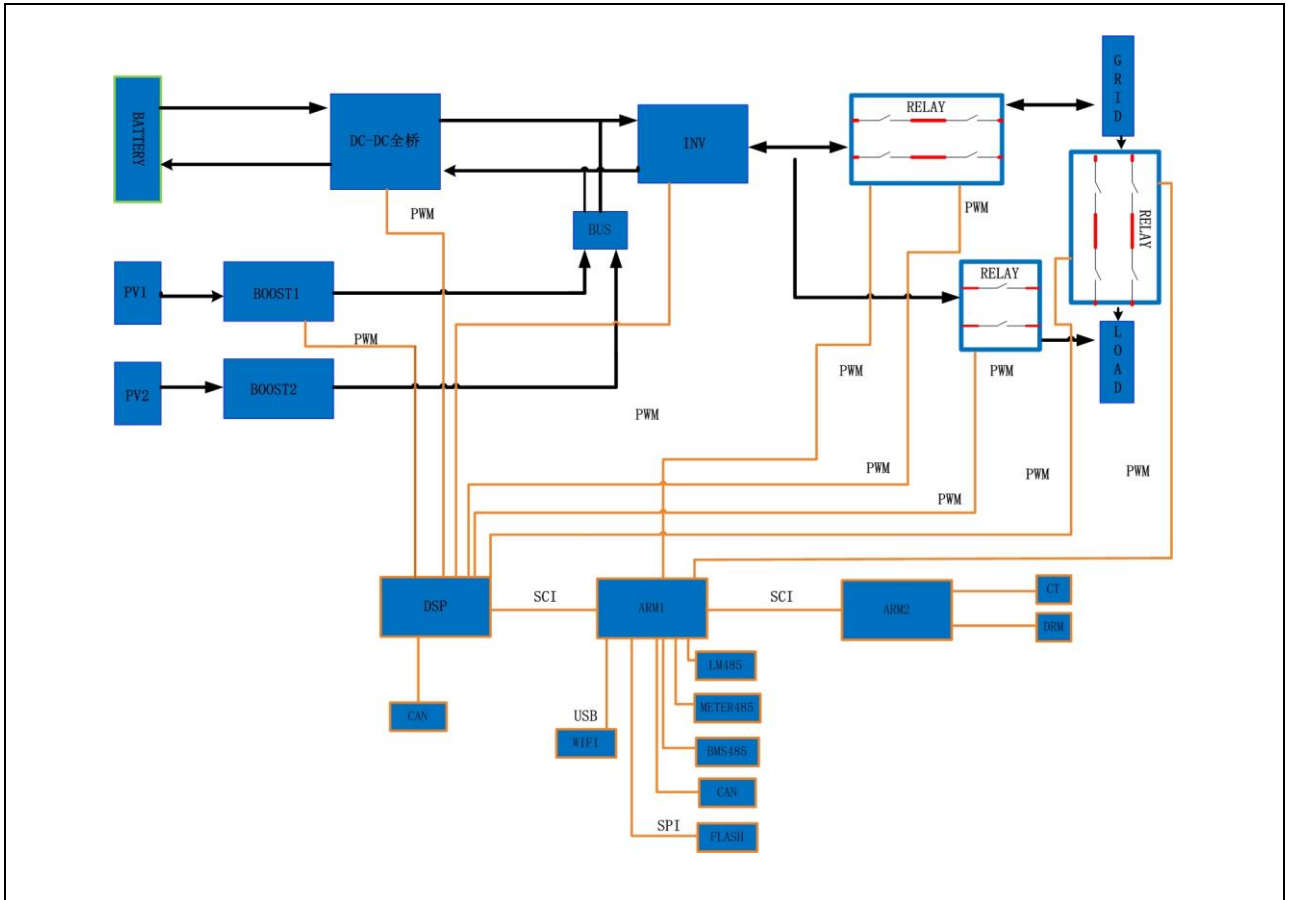 GRID
BATTERY
RELAY
DC-DC全桥
INV
RELAY
PWM
PWM
BUS
RELAY
PV1
BOOST1
LOAD
PWM
PWM
PWM
PV2
BOOST2
PWM
PWM
PWM
PWM
PWM
SCI
SCI
CT
DSP
ARM1
ARM2
DRM
LM485
METER485
CAN
USB
WIFI
BMS485
CAN
SPI
FLASH